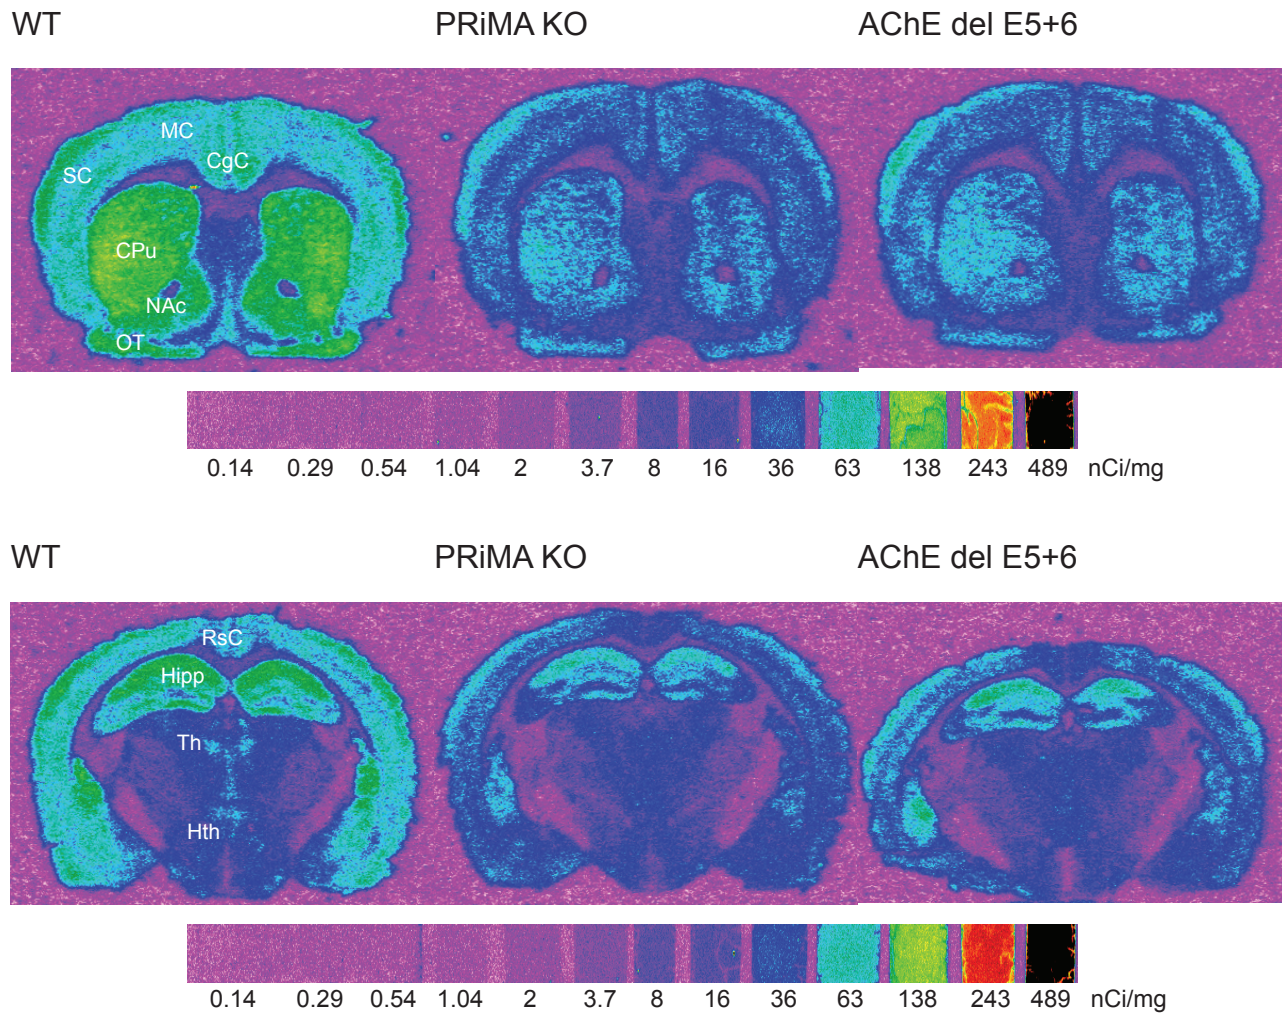 WT PRiMA KO AChE del E5+6
MC
CgC
SC
CPu
NAc
OT
0.14 0.29 0.54 1.04 2 3.7 8 16 36 63 138 243 489 nCi/mg
WT PRiMA KO AChE del E5+6
RsC
Hipp
Th
Hth
0.14 0.29 0.54 1.04 2 3.7 8 16 36 63 138 243 489 nCi/mg